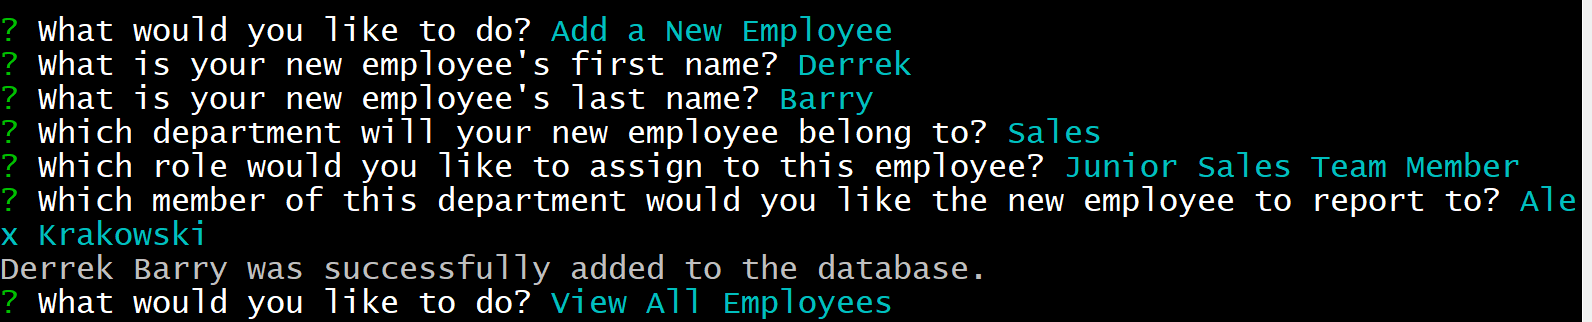 ? What would you like to do? Add a New Employee
? What is your new employee's first name? Derrek
? What is your new employee's last name? Barry
? Which department will your new employee belong to? Sales
? Which role would you like to assign to this employee? Junior Sales Team Member
? Which member of this department would you like the new employee to report to? Ale
x Krakowski
Derrek Barry was successfully added to the database.
? What would you like to do? View All Employees